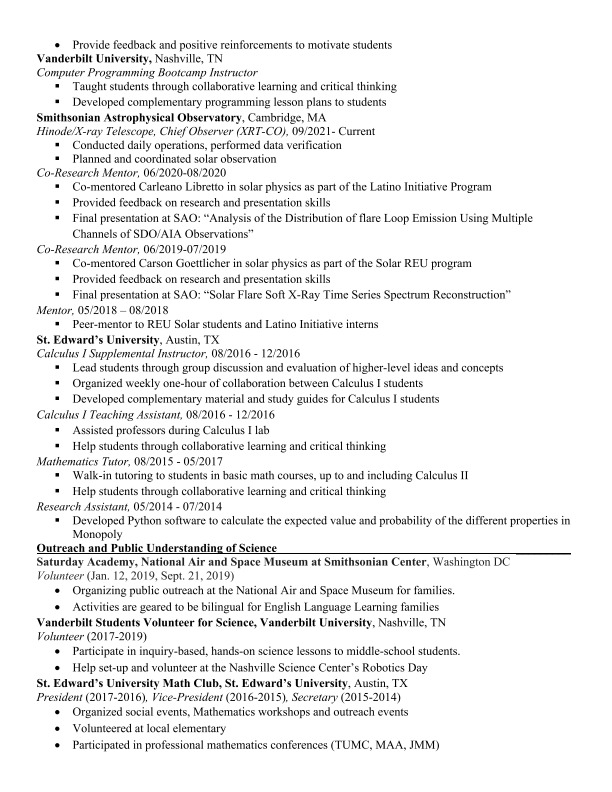 • Provide feedback and positive reinforcements to motivate students
Vanderbilt University, Nashville, TN
Computer Programming Bootcamp Instructor
▪ Taught students through collaborative learning and critical thinking
▪ Developed complementary programming lesson plans to students
Smithsonian Astrophysical Observatory, Cambridge, MA
Hinode/X-ray Telescope, Chief Observer (XRT-CO), 09/2021- Current
▪ Conducted daily operations, performed data verification
▪ Planned and coordinated solar observation
Co-Research Mentor, 06/2020-08/2020
▪ Co-mentored Carleano Libretto in solar physics as part of the Latino Initiative Program
▪ Provided feedback on research and presentation skills
▪ Final presentation at SAO: “Analysis of the Distribution of flare Loop Emission Using Multiple
Channels of SDO/AIA Observations”
Co-Research Mentor, 06/2019-07/2019
▪ Co-mentored Carson Goettlicher in solar physics as part of the Solar REU program
▪ Provided feedback on research and presentation skills
▪ Final presentation at SAO: “Solar Flare Soft X-Ray Time Series Spectrum Reconstruction”
Mentor, 05/2018 – 08/2018
▪ Peer-mentor to REU Solar students and Latino Initiative interns
St. Edward’s University, Austin, TX
Calculus I Supplemental Instructor, 08/2016 - 12/2016
▪ Lead students through group discussion and evaluation of higher-level ideas and concepts
▪ Organized weekly one-hour of collaboration between Calculus I students
▪ Developed complementary material and study guides for Calculus I students
Calculus I Teaching Assistant, 08/2016 - 12/2016
▪ Assisted professors during Calculus I lab
▪ Help students through collaborative learning and critical thinking
Mathematics Tutor, 08/2015 - 05/2017
▪ Walk-in tutoring to students in basic math courses, up to and including Calculus II
▪ Help students through collaborative learning and critical thinking
Research Assistant, 05/2014 - 07/2014
▪ Developed Python software to calculate the expected value and probability of the different properties in
Monopoly
Outreach and Public Understanding of Science
Saturday Academy, National Air and Space Museum at Smithsonian Center, Washington DC
Volunteer (Jan. 12, 2019, Sept. 21, 2019)
• Organizing public outreach at the National Air and Space Museum for families.
• Activities are geared to be bilingual for English Language Learning families
Vanderbilt Students Volunteer for Science, Vanderbilt University, Nashville, TN
Volunteer (2017-2019)
• Participate in inquiry-based, hands-on science lessons to middle-school students.
• Help set-up and volunteer at the Nashville Science Center’s Robotics Day
St. Edward’s University Math Club, St. Edward’s University, Austin, TX
President (2017-2016), Vice-President (2016-2015), Secretary (2015-2014)
• Organized social events, Mathematics workshops and outreach events
• Volunteered at local elementary
• Participated in professional mathematics conferences (TUMC, MAA, JMM)